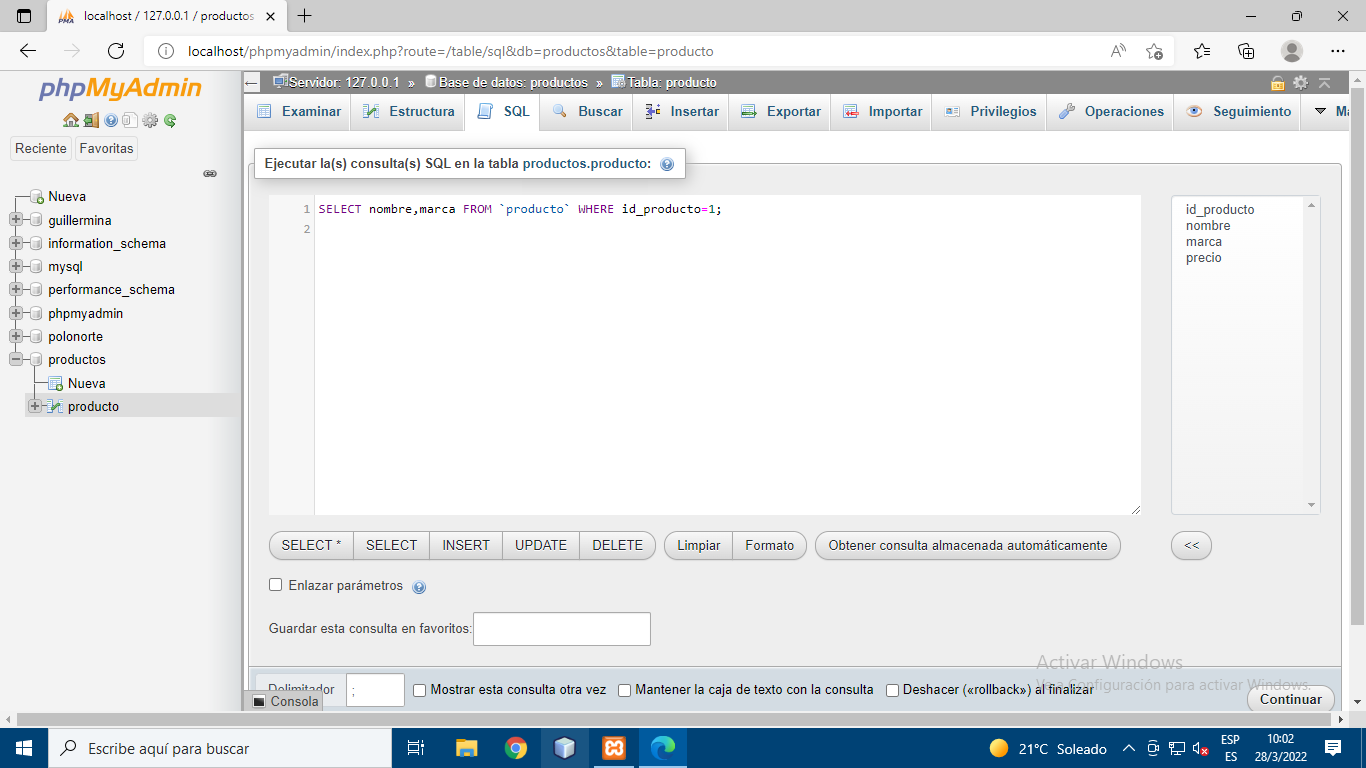 localhost / 127.0.0.1 / productos
localhost/phpmyadmin/index.php?route=/table/sql&db=productos&table=producto
phpMyAdmin
Reciente Favoritas
Nueva
guillermina
information_schema
mysql
performance_schema
phpmyadmin
polonorte
productos
Nueva
producto
Servidor: 127.0.0.1 » Base de datos: productos » Tabla: producto
Examinar Estructura SQL Buscar Insertar Exportar Importar Privilegios Operaciones Seguimiento
Ejecutar la(s) consulta(s) SQL en la tabla productos.producto:
1 SELECT nombre,marca FROM `producto` WHERE id_producto=1;
2
id_producto
nombre
marca
precio
SELECT * SELECT INSERT UPDATE DELETE Limpiar Formato Obtener consulta almacenada automáticamente <<
Enlazar parámetros
Guardar esta consulta en favoritos:
Activar Windows
Ve a Configuración para activar Windows.
Delimitador ; Mostrar esta consulta otra vez Mantener la caja de texto con la consulta Deshacer («rollback») al finalizar
Continuar
Consola
Escribe aquí para buscar
21°C Soleado
ESP
ES
10:02
28/3/2022